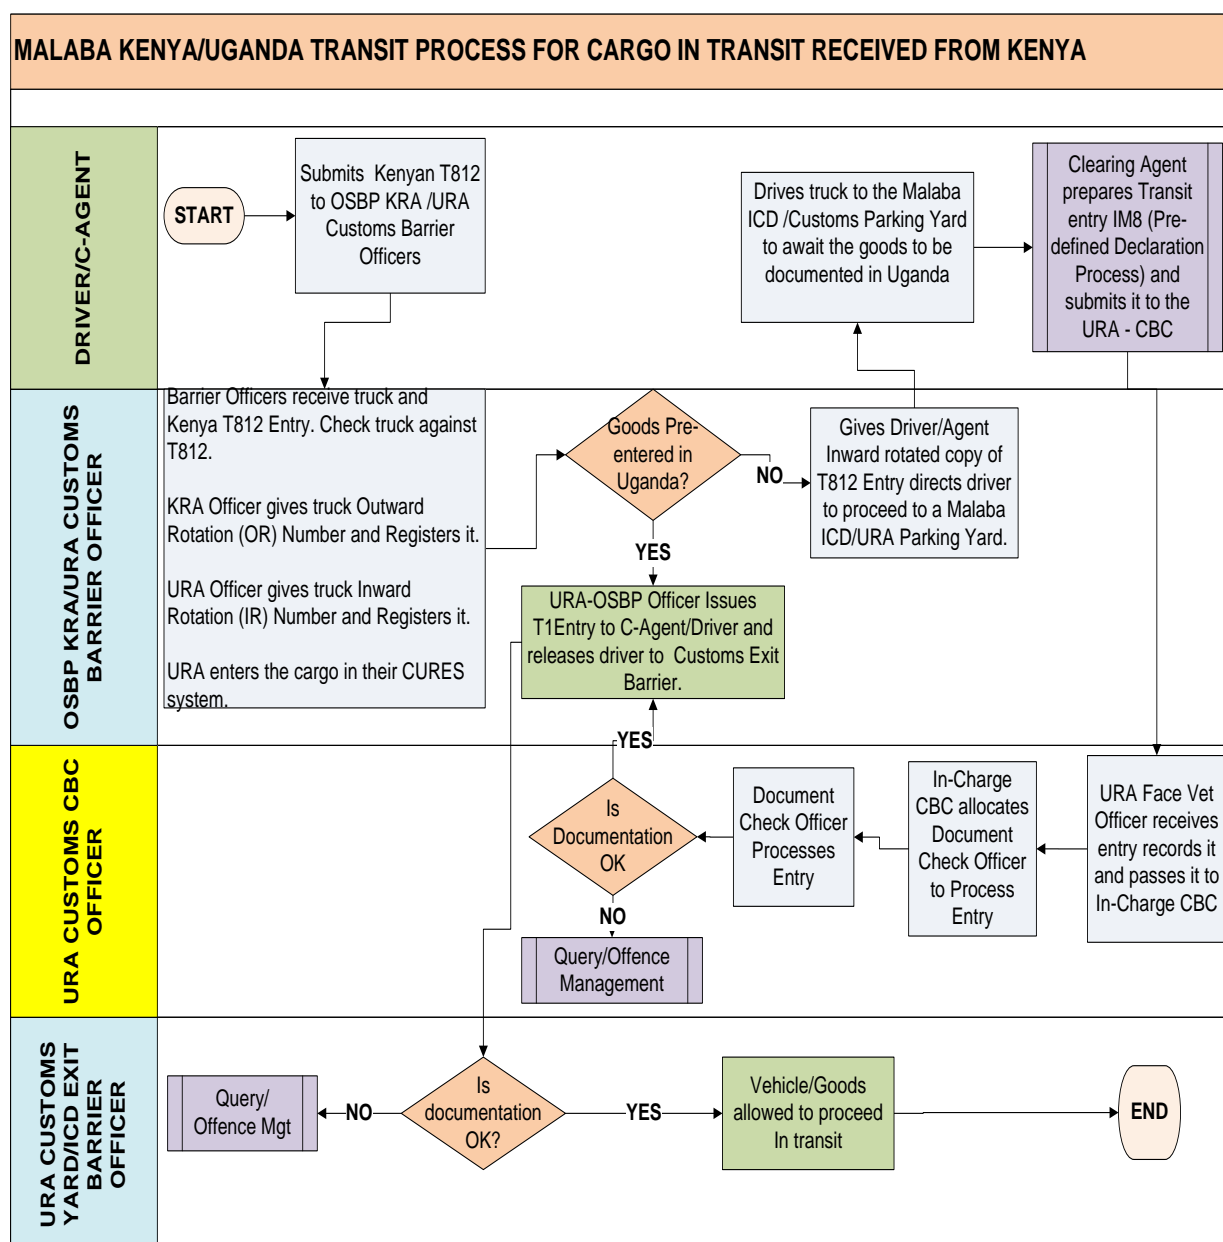 MALABA KENYA/UGANDA TRANSIT PROCESS FOR CARGO IN TRANSIT RECEIVED FROM KENYA
DRIVER/C-AGENT
START
Submits Kenyan T812
to OSBP KRA /URA
Customs Barrier
Officers
Drives truck to the Malaba
ICD /Customs Parking Yard
to await the goods to be
documented in Uganda
Clearing Agent
prepares Transit
entry IM8 (Pre-
defined Declaration
Process) and
submits it to the
URA - CBC
OSBP KRA/URA CUSTOMS
BARRIER OFFICER
Barrier Officers receive truck and
Kenya T812 Entry. Check truck against
T812.
KRA Officer gives truck Outward
Rotation (OR) Number and Registers it.
URA Officer gives truck Inward
Rotation (IR) Number and Registers it.
URA enters the cargo in their CURES
system.
Goods Pre-
entered in
Uganda?
NO
YES
Gives Driver/Agent
Inward rotated copy of
T812 Entry directs driver
to proceed to a Malaba
ICD/URA Parking Yard.
URA-OSBP Officer Issues
T1Entry to C-Agent/Driver and
releases driver to Customs Exit
Barrier.
URA CUSTOMS CBC
OFFICER
YES
Is
Documentation
OK
NO
Query/Offence
Management
Document
Check Officer
Processes
Entry
In-Charge
CBC allocates
Document
Check Officer
to Process
Entry
URA Face Vet
Officer receives
entry records it
and passes it to
In-Charge CBC
URA CUSTOMS
YARD/ICD EXIT
BARRIER
OFFICER
Query/
Offence Mgt
NO
Is
documentation
OK?
YES
Vehicle/Goods
allowed to proceed
In transit
END